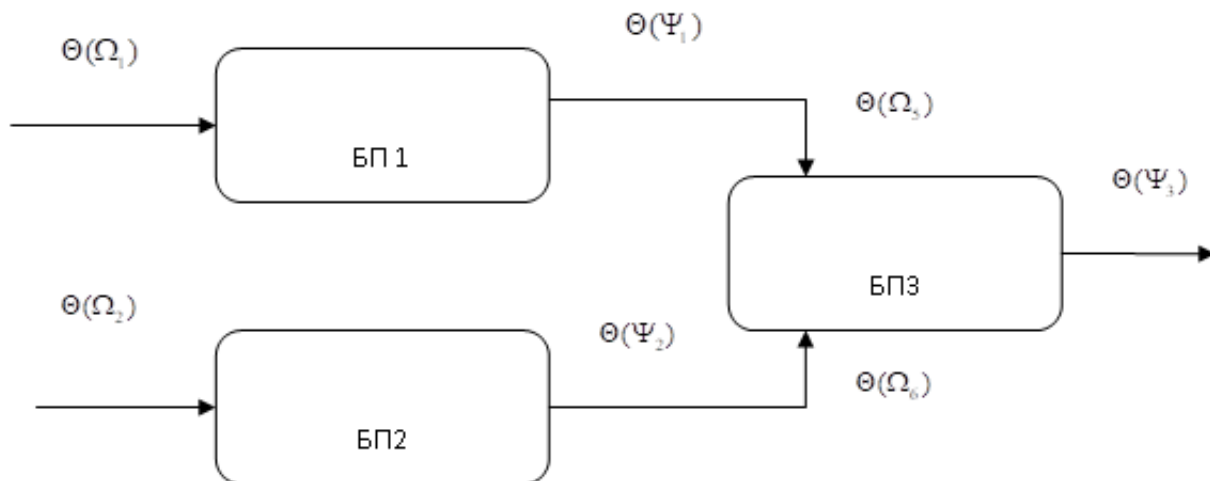 Θ(Ψ₁)
Θ(Ω₁)
Θ(Ω₅)
БП 1
Θ(Ψ₃)
БП3
Θ(Ω₂)
Θ(Ψ₂)
Θ(Ω₆)
БП2